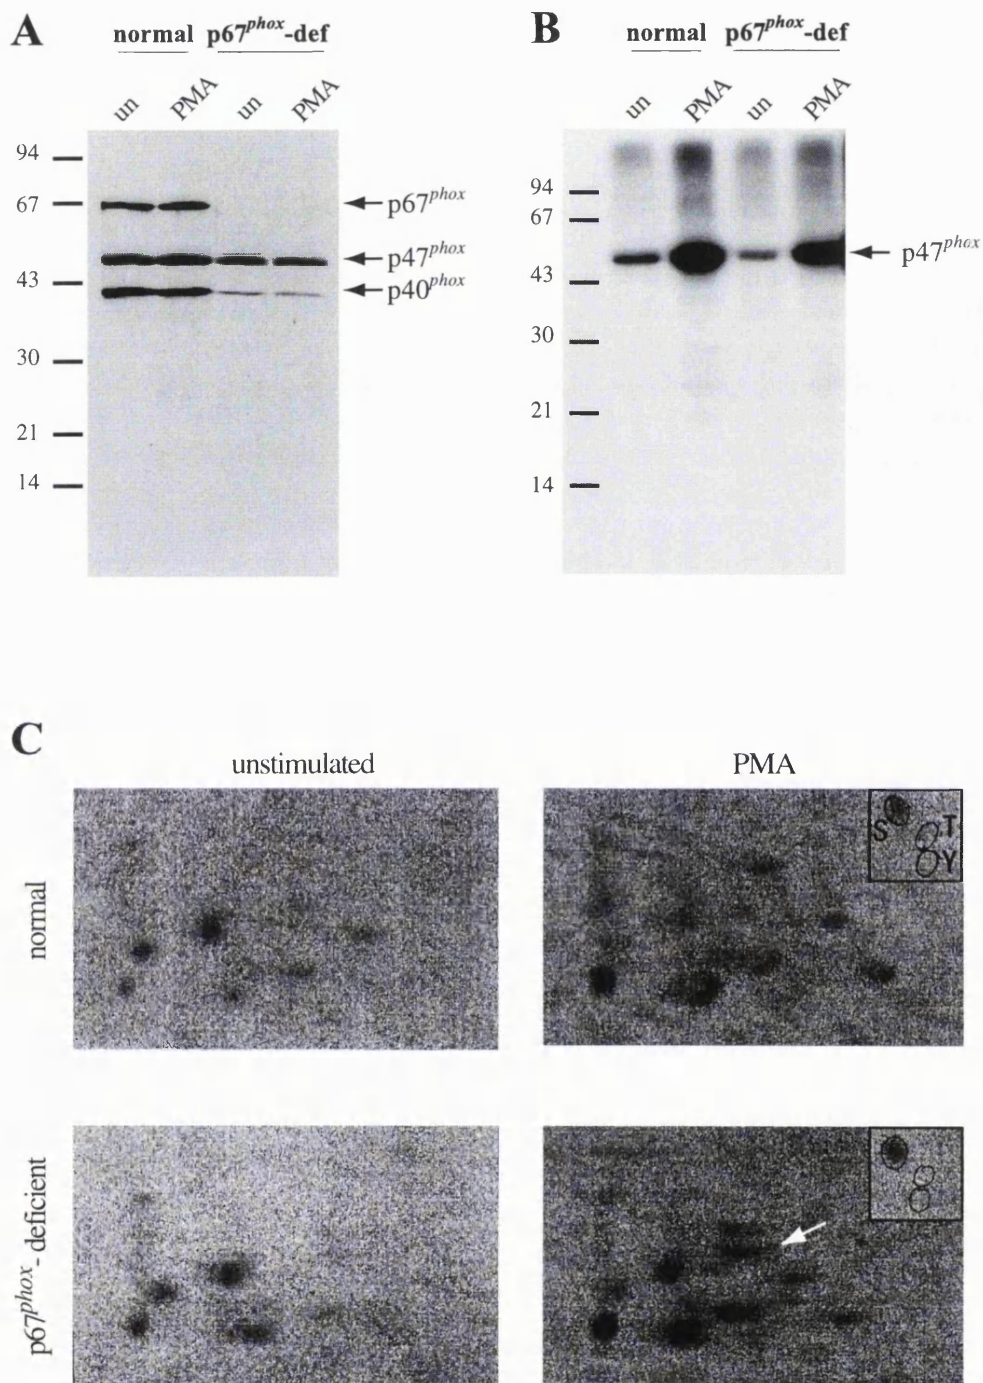 A
normal p67phox-def
un PMA un PMA
94
67
43
30
21
14
p67phox
p47phox
p40phox
B
normal p67phox-def
un PMA un PMA
94
67
43
30
21
14
p47phox
C
unstimulated PMA
normal
S T
Y
p67phox - deficient